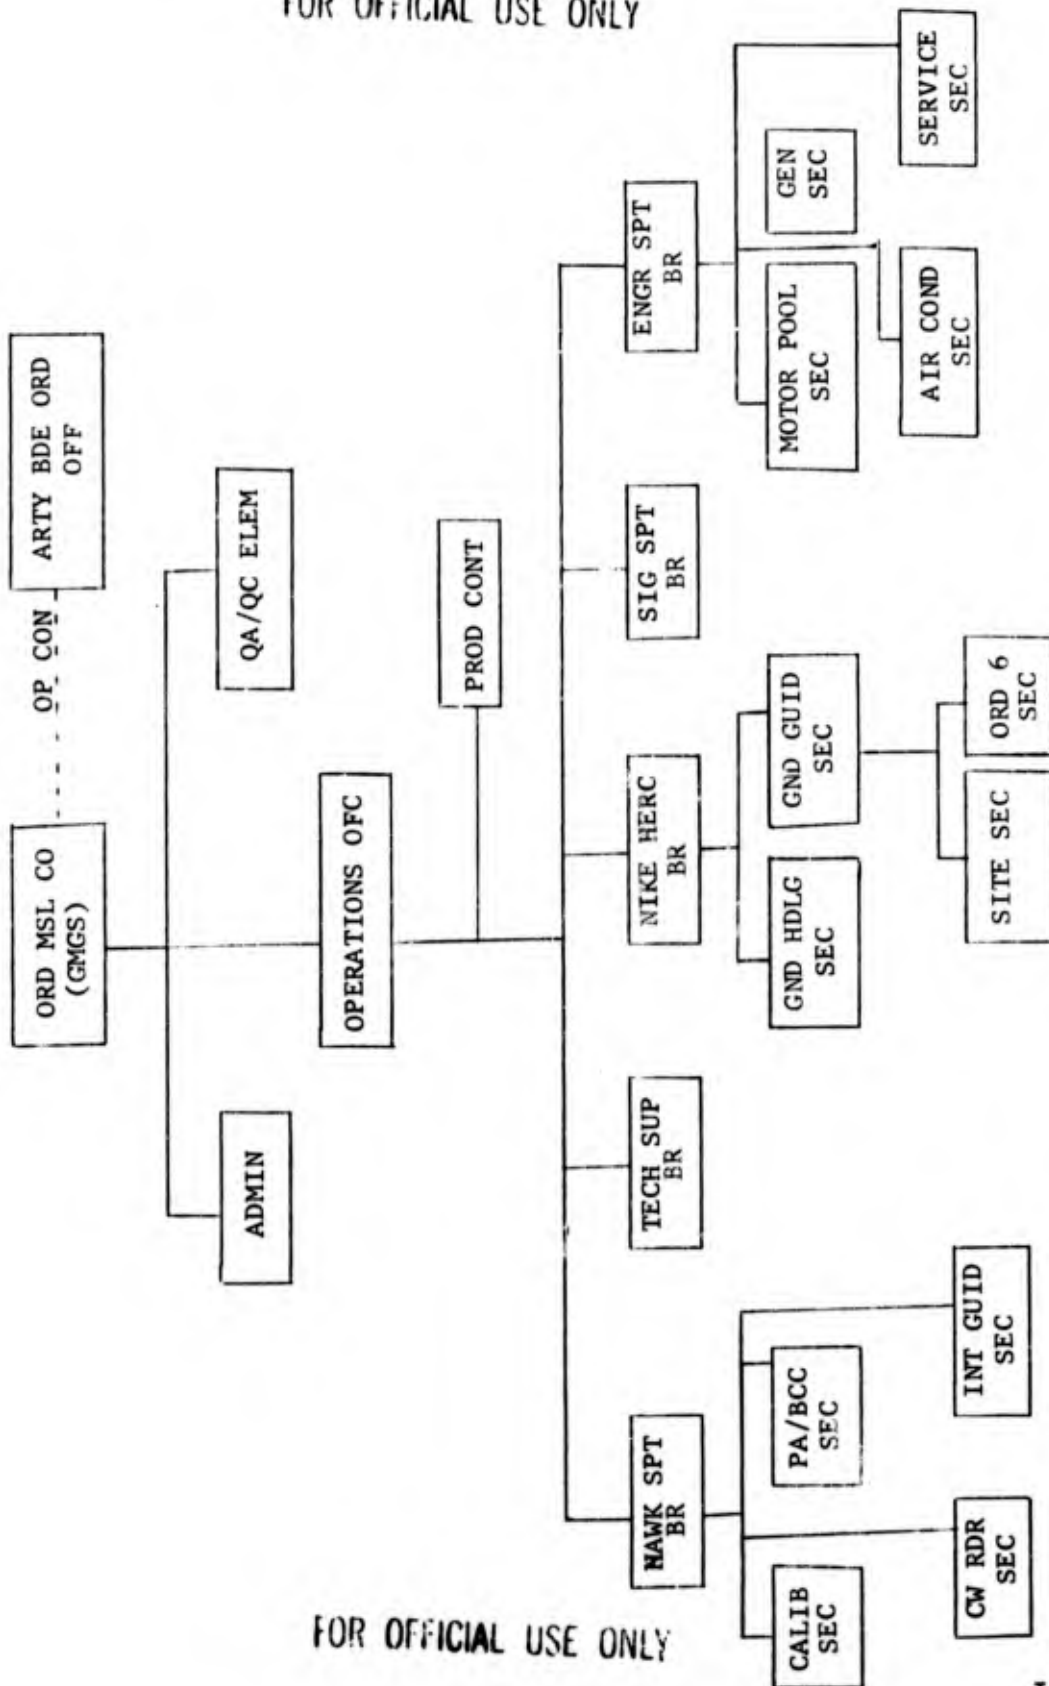 FOR OFFICIAL USE ONLY
ORD MSL CO
(GMGS)
OP CON
ARTY BDE ORD
OFF
ADMIN
QA/QC ELEM
OPERATIONS OFC
PROD CONT
HAWK SPT
BR
TECH SUP
BR
NIKE HERC
BR
SIG SPT
BR
ENGR SPT
BR
CALIB
SEC
PA/BCC
SEC
CW RDR
SEC
INT GUID
SEC
GND HDLG
SEC
GND GUID
SEC
SITE SEC
ORD 6
SEC
MOTOR POOL
SEC
GEN
SEC
AIR COND
SEC
SERVICE
SEC
FOR OFFICIAL USE ONLY